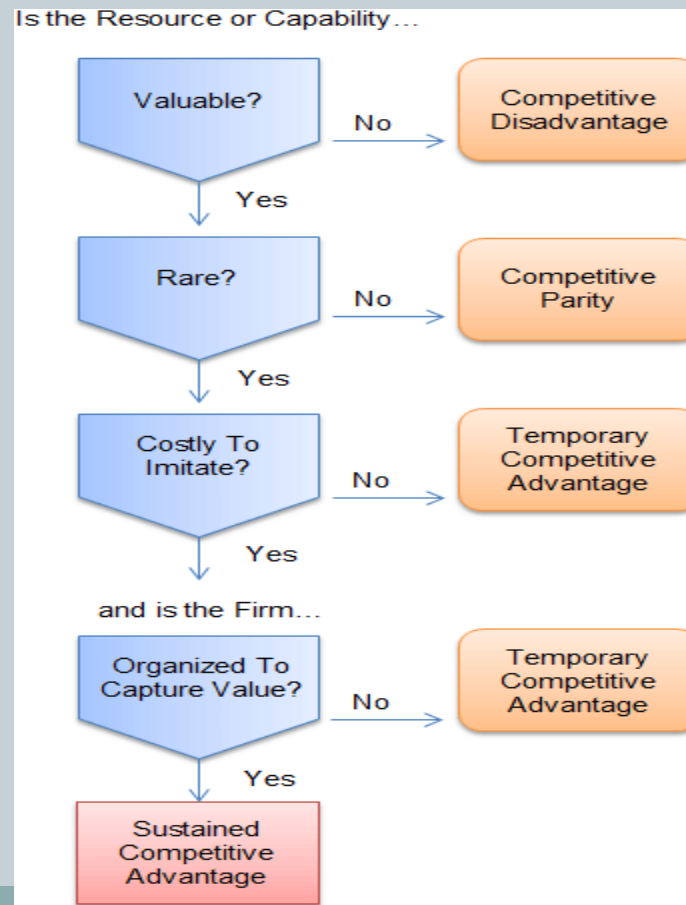 Is the Resource or Capability...
Valuable?
No
Competitive
Disadvantage
Yes
Rare?
No
Competitive
Parity
Yes
Costly To
Imitate?
No
Temporary
Competitive
Advantage
Yes
and is the Firm...
Organized To
Capture Value?
No
Temporary
Competitive
Advantage
Yes
Sustained
Competitive
Advantage